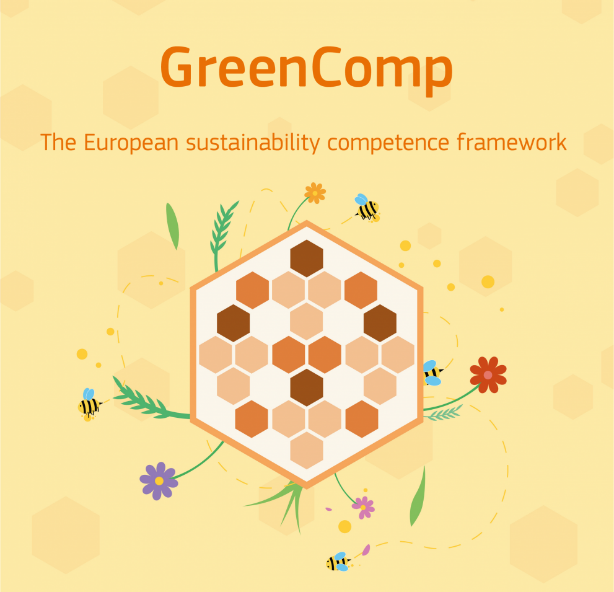 GreenComp
The European sustainability competence framework